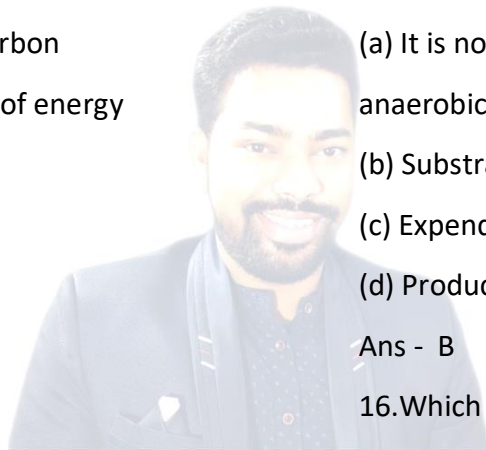 rbon
of energy
(a) It is no
anaerobic
(b) Substra
(c) Expend
(d) Produc
Ans - B
16.Which